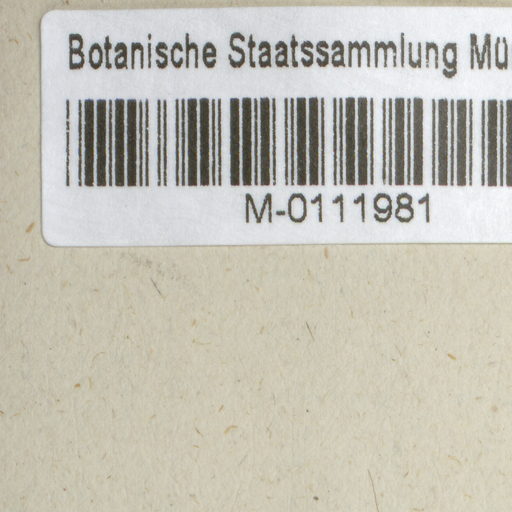 Botanische Staatssammlung Mü
M-0111981